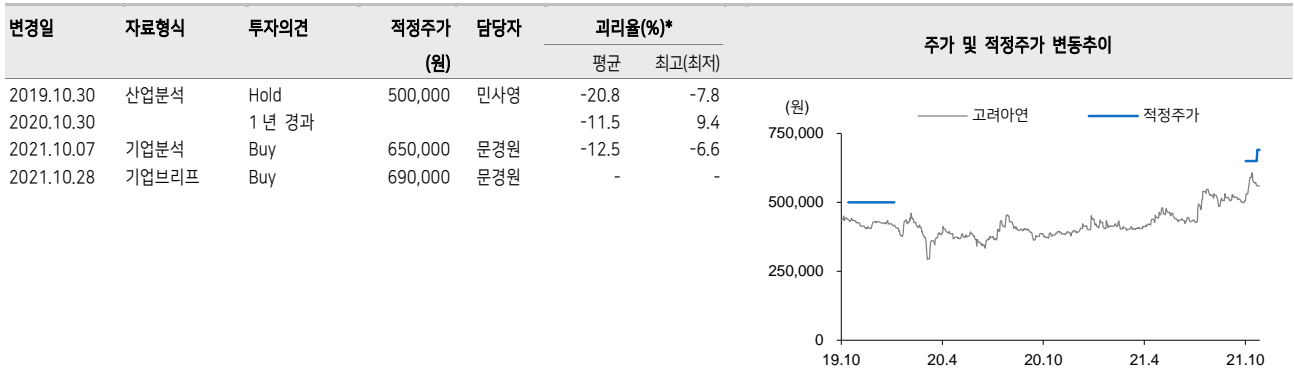 변경일 자료형식 투자의견 적정주가 담당자 괴리율(%)* 주가 및 적정주가 변동추이
(원) 평균 최고(최저)
2019.10.30 산업분석 Hold 500,000 민사영 -20.8 -7.8
2020.10.30 1년 경과 -11.5 9.4
2021.10.07 기업분석 Buy 650,000 문경원 -12.5 -6.6
2021.10.28 기업브리프 Buy 690,000 문경원 - -
(원) 고려아연 적정주가
750,000
500,000
250,000
0
19.10 20.4 20.10 21.4 21.10